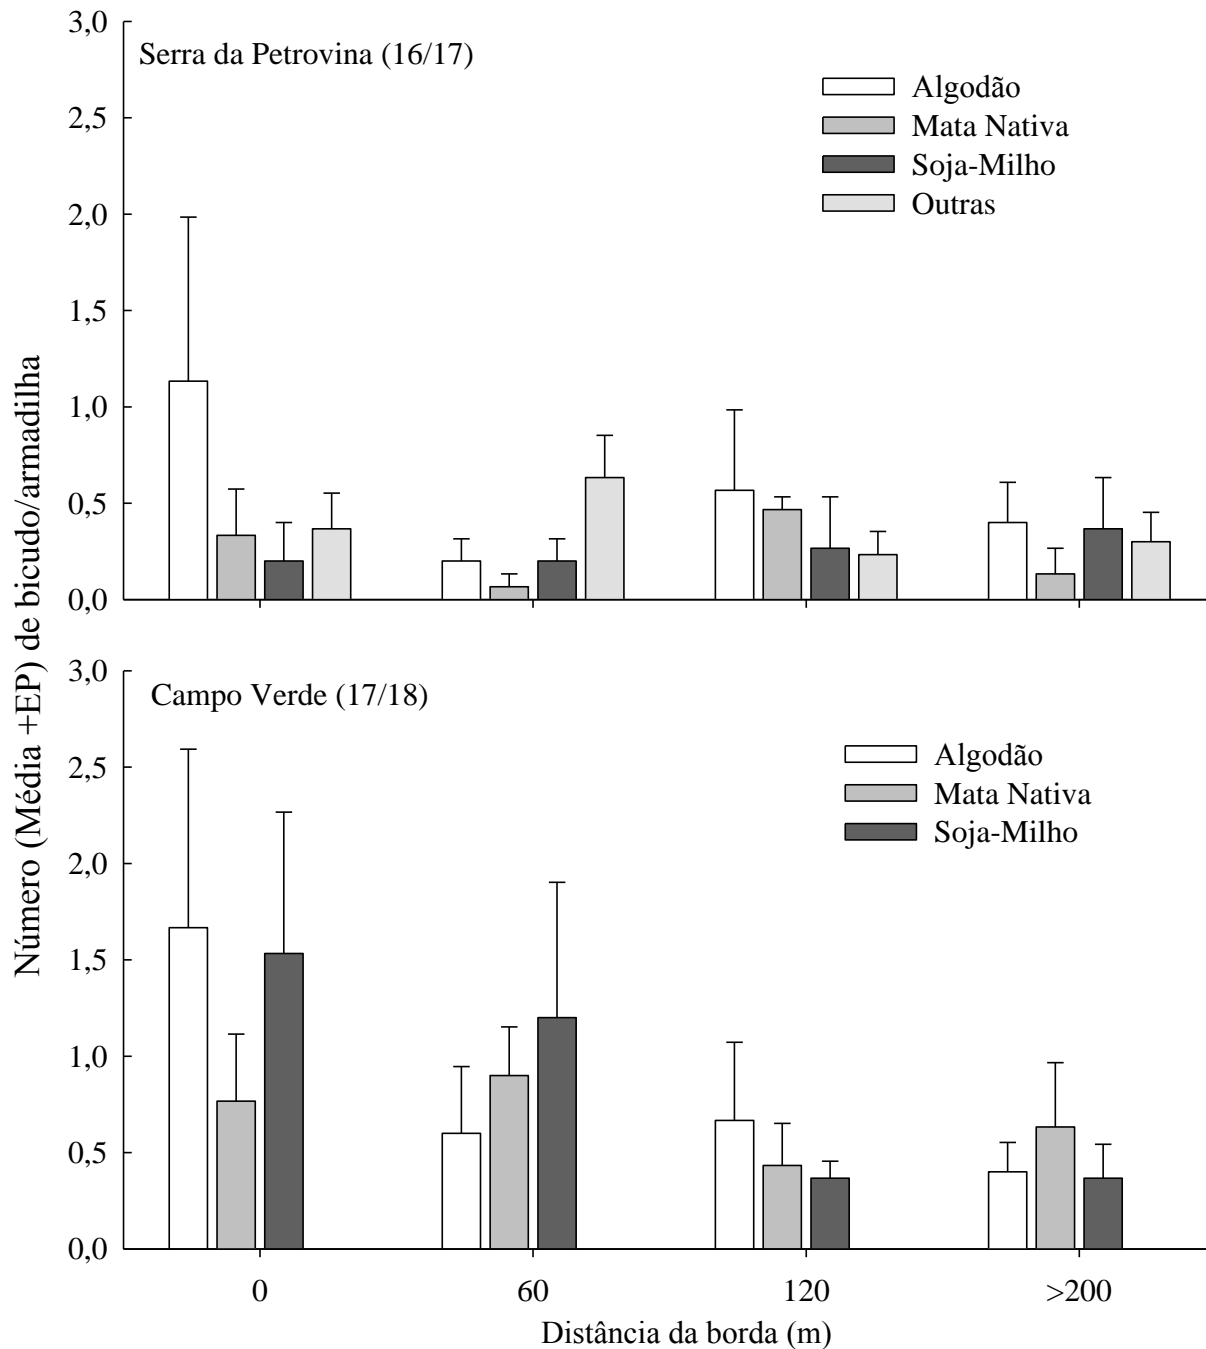 Número (Média +EP) de bicudo/armadilha
Serra da Petrovina (16/17)
Algodão
Mata Nativa
Soja-Milho
Outras
3,0
2,5
2,0
1,5
1,0
0,5
0,0
Campo Verde (17/18)
Algodão
Mata Nativa
Soja-Milho
3,0
2,5
2,0
1,5
1,0
0,5
0,0
0 60 120 >200
Distância da borda (m)